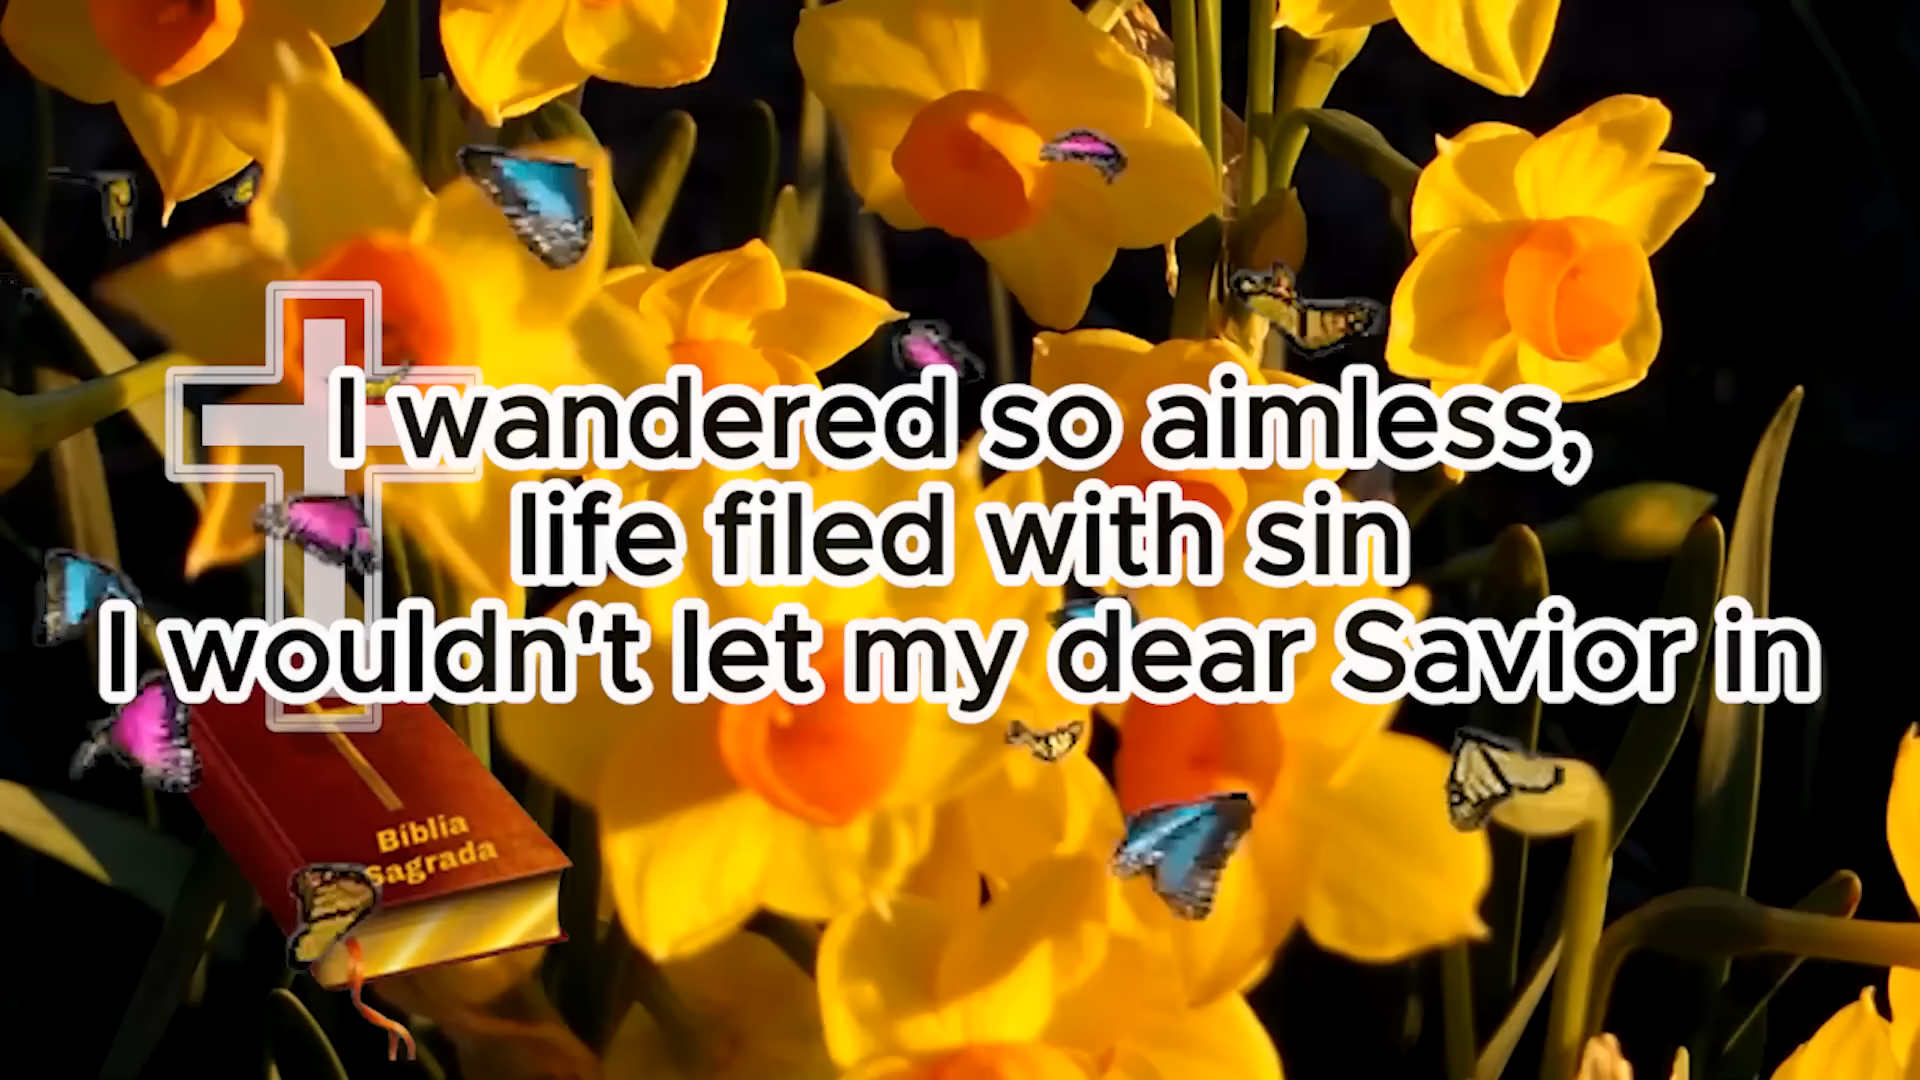 I wandered so aimless,
life filed with sin
I wouldn't let my dear Savior in
Bíblia
Sagrada